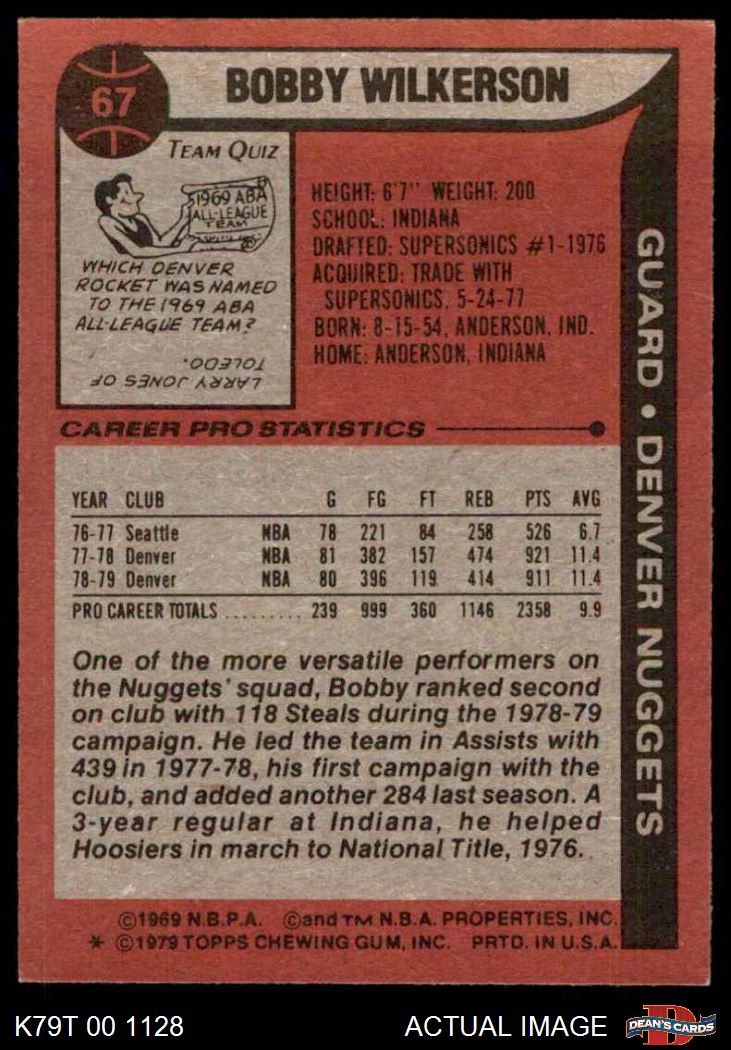 67
BOBBY WILKERSON
TEAM QUIZ
1969 ABA
ALL-LEAGUE
TEAM
WHICH DENVER
ROCKET WAS NAMED
TO THE 1969 ABA
ALL-LEAGUE TEAM?
LARRY JONES OF
TOLEDO.
HEIGHT: 6'7" WEIGHT: 200
SCHOOL: INDIANA
DRAFTED: SUPERSONICS #1-1976
ACQUIRED: TRADE WITH
SUPERSONICS, 5-24-77
BORN: 8-15-54, ANDERSON, IND.
HOME: ANDERSON, INDIANA
GUARD • DENVER NUGGETS
CAREER PRO STATISTICS
YEAR CLUB G FG FT REB PTS AVG
76-77 Seattle NBA 78 221 84 258 526 6.7
77-78 Denver NBA 81 382 157 474 921 11.4
78-79 Denver NBA 80 396 119 414 911 11.4
PRO CAREER TOTALS .......... 239 999 360 1146 2358 9.9
One of the more versatile performers on
the Nuggets' squad, Bobby ranked second
on club with 118 Steals during the 1978-79
campaign. He led the team in Assists with
439 in 1977-78, his first campaign with the
club, and added another 284 last season. A
3-year regular at Indiana, he helped
Hoosiers in march to National Title, 1976.
©1969 N.B.P.A. ©and TM N.B.A. PROPERTIES, INC.
* ©1979 TOPPS CHEWING GUM, INC. PRTD. IN U.S.A.
K79T 00 1128
ACTUAL IMAGE
DEAN'S CARDS